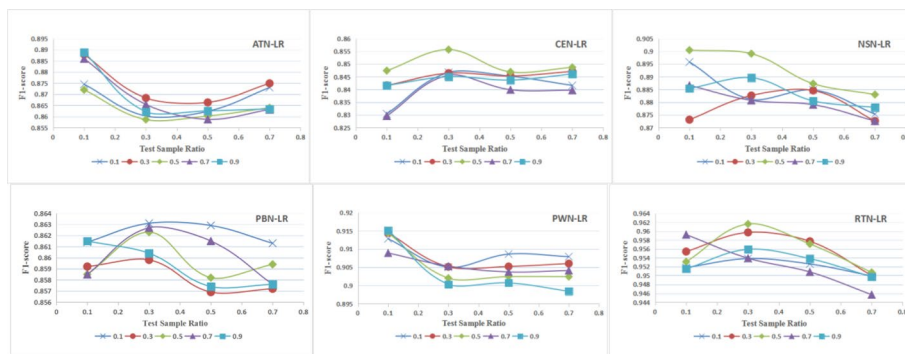 ATN-LR
F1-score
0.895
0.89
0.885
0.88
0.875
0.87
0.865
0.86
0.855
0 0.1 0.2 0.3 0.4 0.5 0.6 0.7 0.8
Test Sample Ratio
0.1 0.3 0.5 0.7 0.9
CEN-LR
F1-score
0.86
0.855
0.85
0.845
0.84
0.835
0.83
0.825
0 0.1 0.2 0.3 0.4 0.5 0.6 0.7 0.8
Test Sample Ratio
0.1 0.3 0.5 0.7 0.9
NSN-LR
F1-score
0.905
0.9
0.895
0.89
0.885
0.88
0.875
0.87
0 0.1 0.2 0.3 0.4 0.5 0.6 0.7 0.8
Test Sample Ratio
0.1 0.3 0.5 0.7 0.9
PBN-LR
F1-score
0.864
0.863
0.862
0.861
0.86
0.859
0.858
0.857
0.856
0 0.1 0.2 0.3 0.4 0.5 0.6 0.7 0.8
Test Sample Ratio
0.1 0.3 0.5 0.7 0.9
PWN-LR
F1-score
0.92
0.915
0.91
0.905
0.9
0.895
0 0.1 0.2 0.3 0.4 0.5 0.6 0.7 0.8
Test Sample Ratio
0.1 0.3 0.5 0.7 0.9
RTN-LR
F1-score
0.964
0.962
0.96
0.958
0.956
0.954
0.952
0.95
0.948
0.946
0.944
0 0.1 0.2 0.3 0.4 0.5 0.6 0.7 0.8
Test Sample Ratio
0.1 0.3 0.5 0.7 0.9